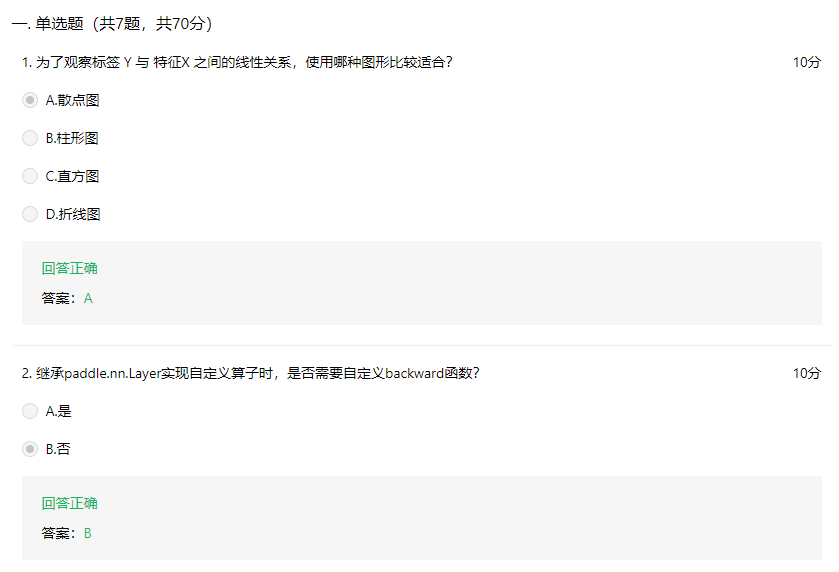 一. 单选题（共7题，共70分）
1. 为了观察标签 Y 与 特征X 之间的线性关系，使用哪种图形比较适合？ 10分
A.散点图
B.柱形图
C.直方图
D.折线图
回答正确
答案：A
2. 继承paddle.nn.Layer实现自定义算子时，是否需要自定义backward函数？ 10分
A.是
B.否
回答正确
答案：B